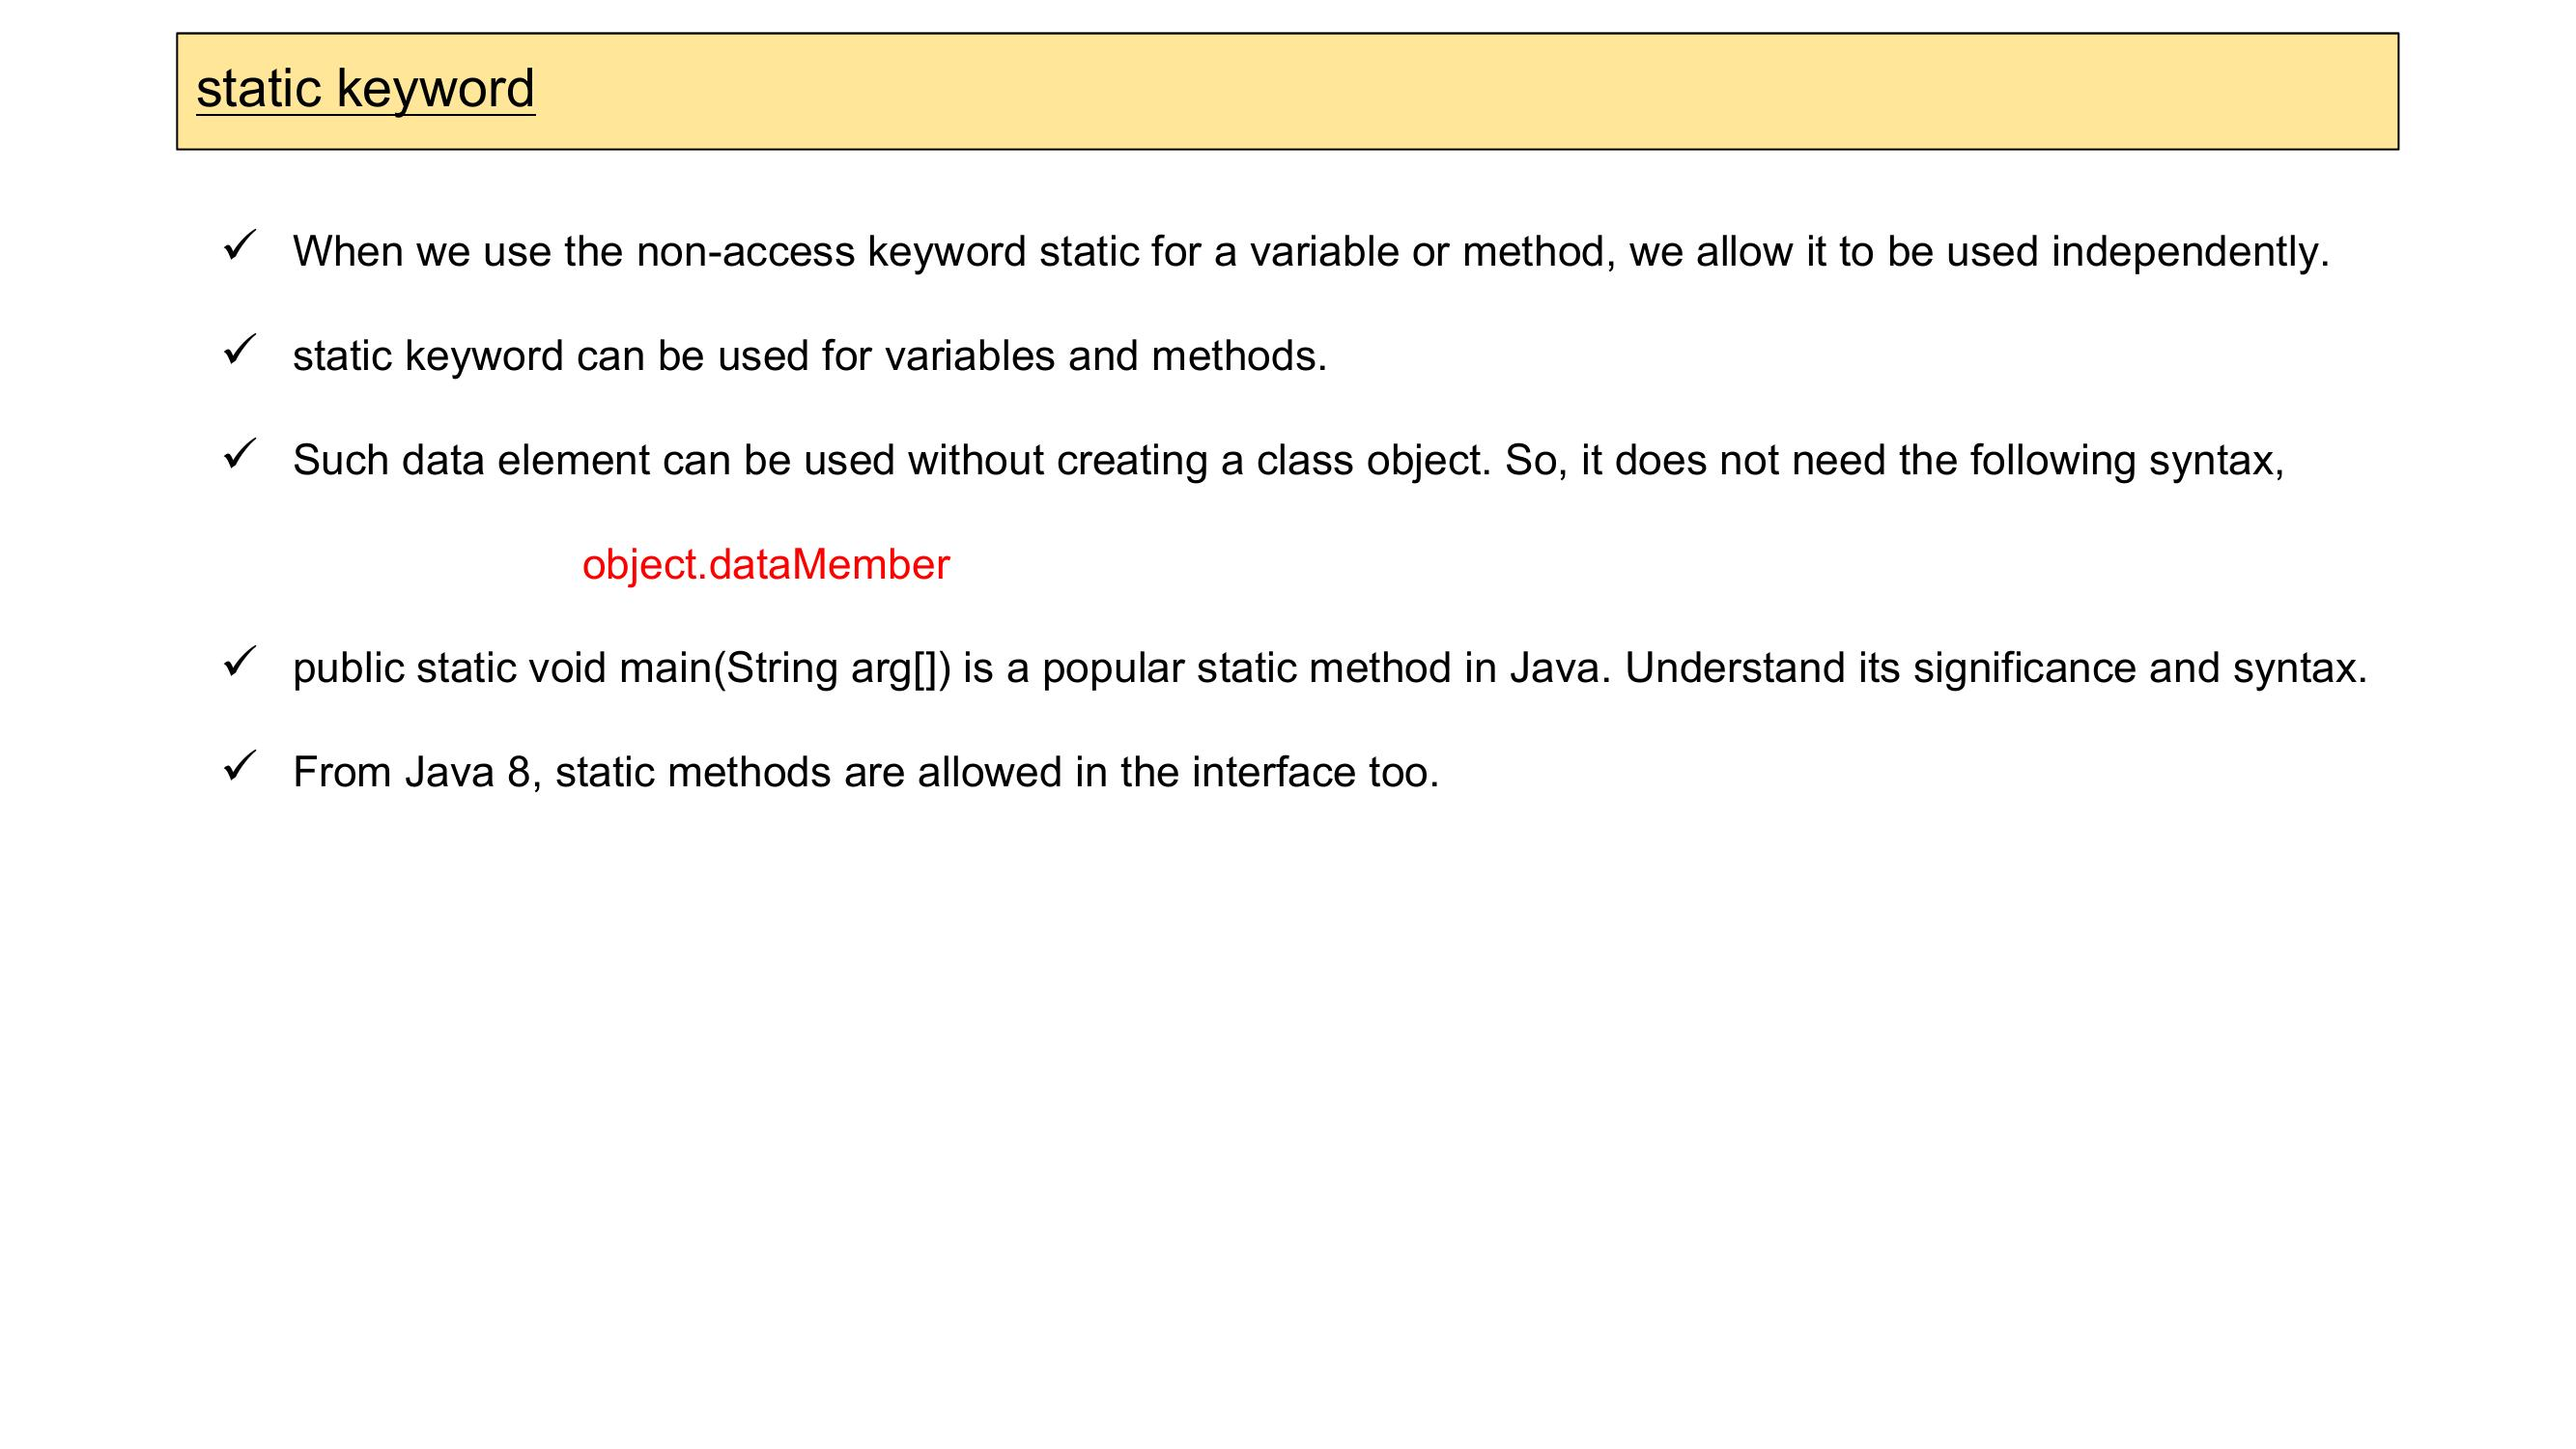 static keyword
✓ When we use the non-access keyword static for a variable or method, we allow it to be used independently.
✓ static keyword can be used for variables and methods.
✓ Such data element can be used without creating a class object. So, it does not need the following syntax,
object.dataMember
✓ public static void main(String arg[]) is a popular static method in Java. Understand its significance and syntax.
✓ From Java 8, static methods are allowed in the interface too.